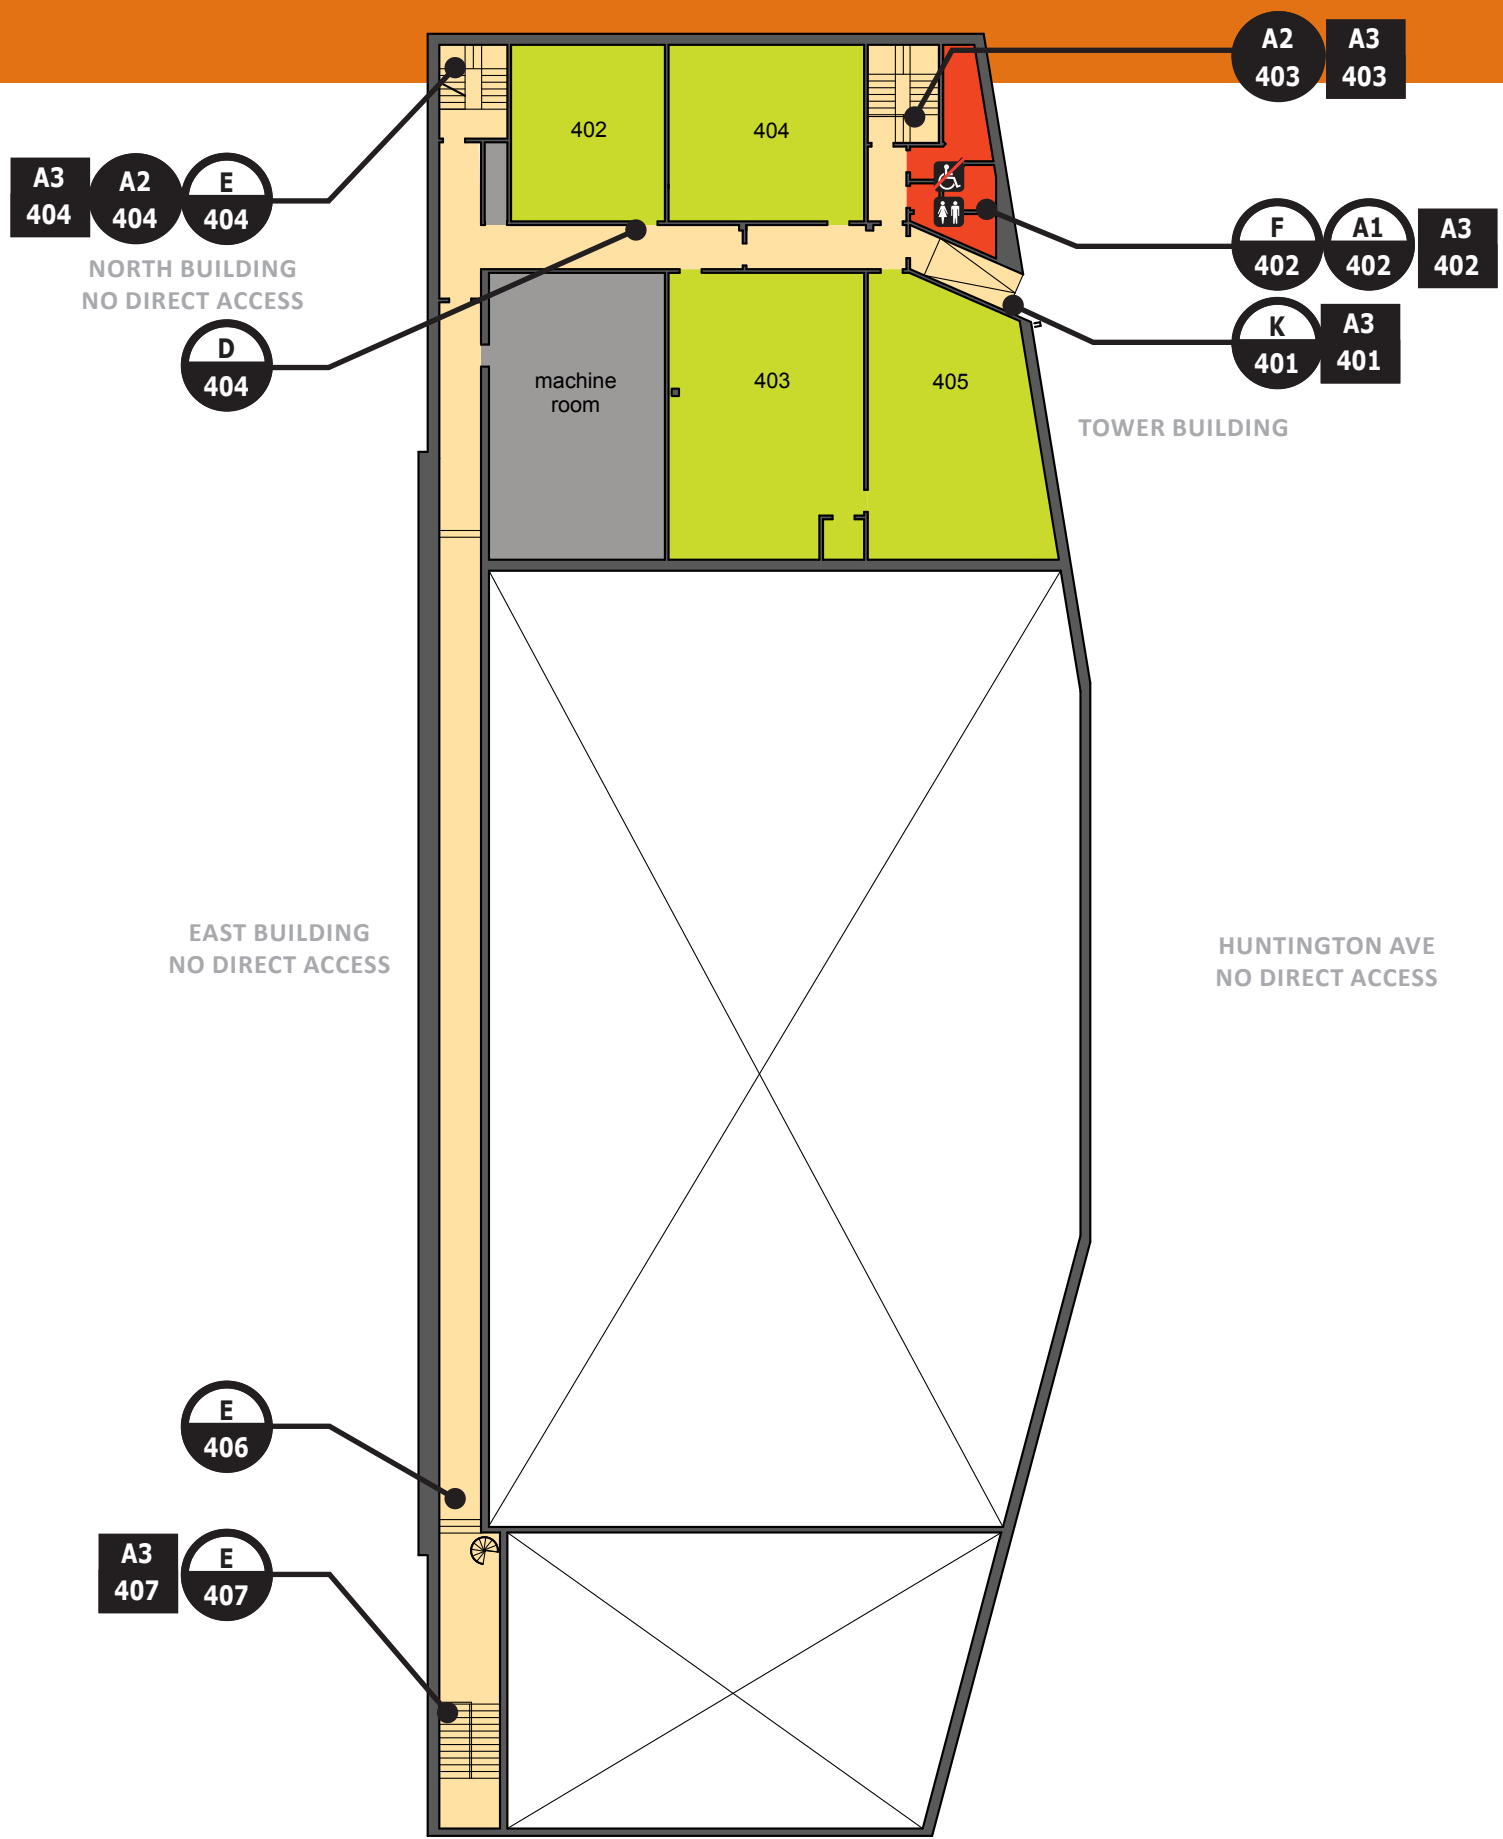 A2
403
A3
403
402
404
A3
404
A2
404
E
404
F
402
A1
402
A3
402
NORTH BUILDING
NO DIRECT ACCESS
K
401
A3
401
D
404
machine
room
403
405
TOWER BUILDING
EAST BUILDING
NO DIRECT ACCESS
HUNTINGTON AVE
NO DIRECT ACCESS
E
406
A3
407
E
407